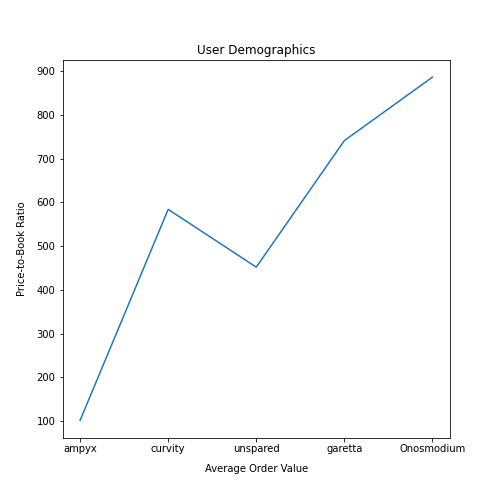 User Demographics
900
800
700
600
500
400
300
200
100
Price-to-Book Ratio
ampyx curvity unspared garetta Onosmodium
Average Order Value